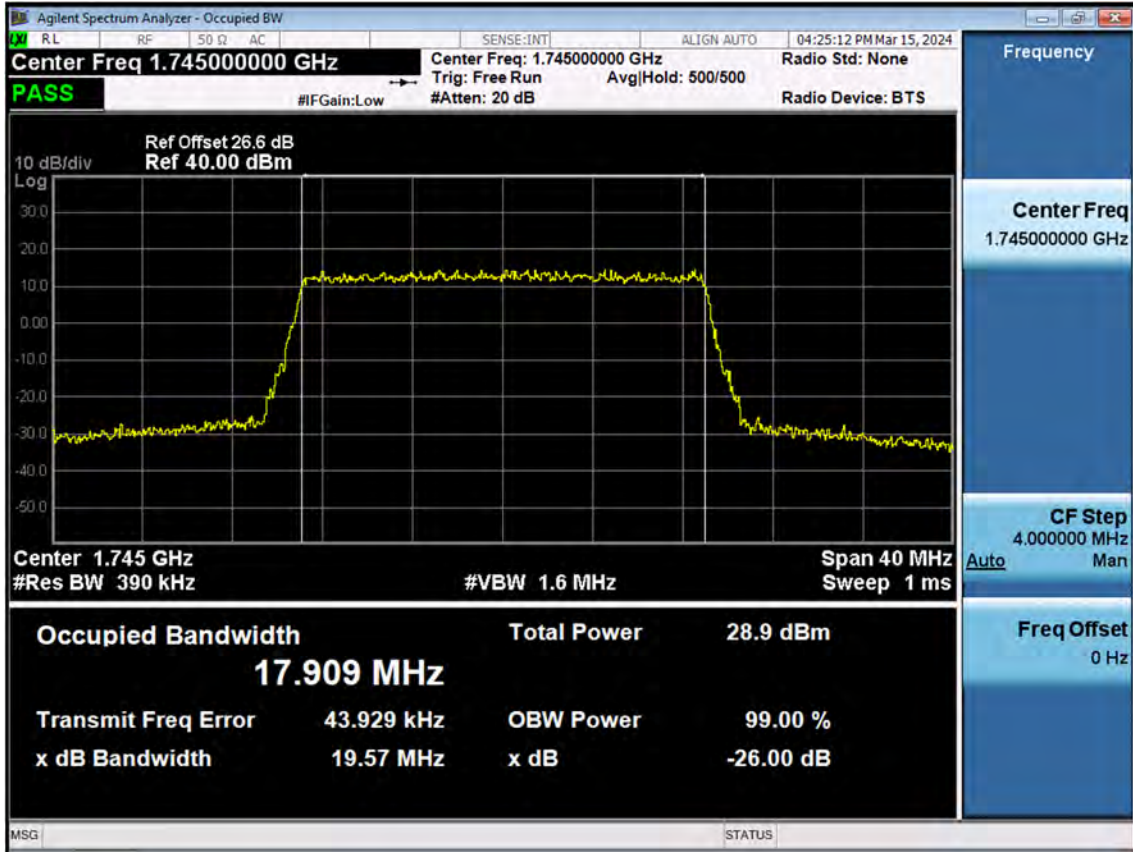 Agilent Spectrum Analyzer - Occupied BW
LXI RL RF 50 Ω AC SENSE:INT ALIGN AUTO 04:25:12 PM Mar 15, 2024
Center Freq 1.745000000 GHz
PASS
#IFGain:Low
Center Freq: 1.745000000 GHz
Trig: Free Run Avg|Hold: 500/500
#Atten: 20 dB
Radio Std: None
Radio Device: BTS
Ref Offset 26.6 dB
10 dB/div Ref 40.00 dBm
Log
30.0
20.0
10.0
0.00
-10.0
-20.0
-30.0
-40.0
-50.0
Center 1.745 GHz Span 40 MHz
#Res BW 390 kHz #VBW 1.6 MHz Sweep 1 ms
Occupied Bandwidth Total Power 28.9 dBm
17.909 MHz
Transmit Freq Error 43.929 kHz OBW Power 99.00 %
x dB Bandwidth 19.57 MHz x dB -26.00 dB
MSG STATUS
Frequency
Center Freq
1.745000000 GHz
CF Step
4.000000 MHz
Auto Man
Freq Offset
0 Hz